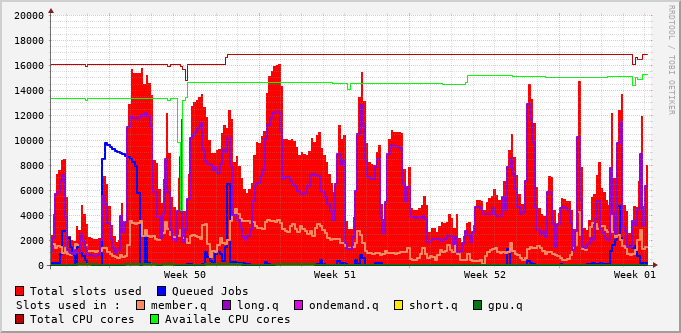 20000
18000
16000
14000
12000
10000
8000
6000
4000
2000
0
Week 50 Week 51 Week 52 Week 01
RRDTOOL / TOBI OETIKER
Total slots used Queued Jobs
Slots used in : member.q long.q ondemand.q short.q gpu.q
Total CPU cores Availale CPU cores